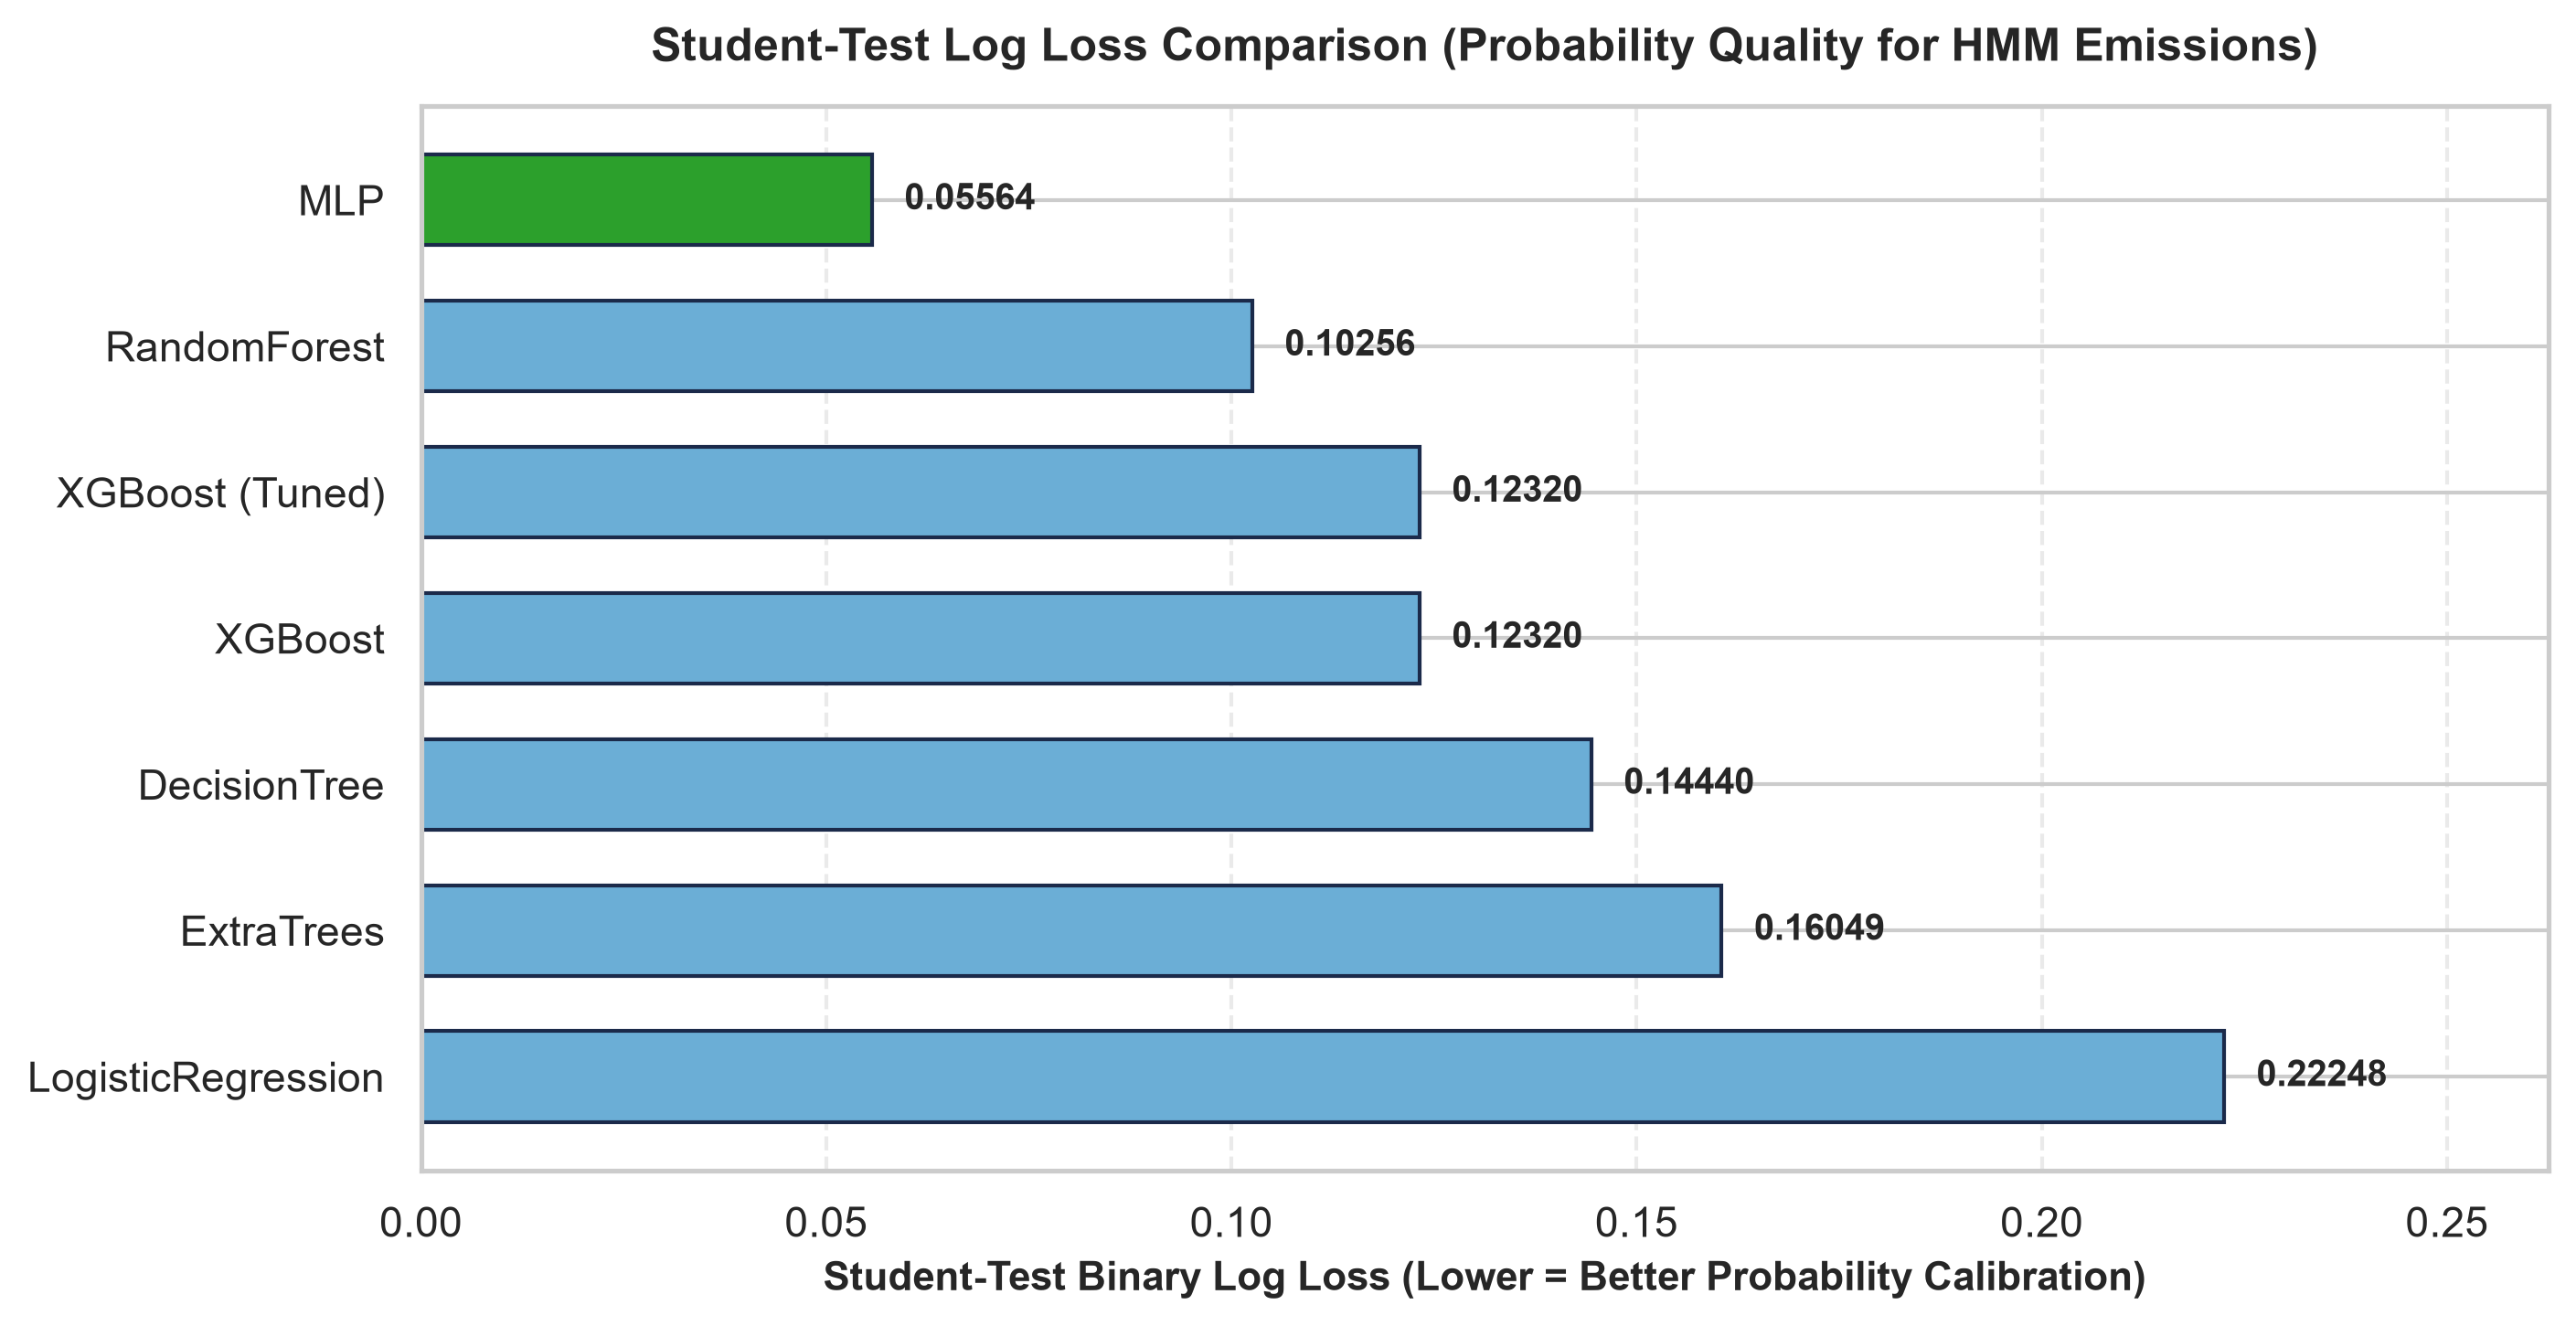 Student-Test Log Loss Comparison (Probability Quality for HMM Emissions)
MLP
0.05564
RandomForest
0.10256
XGBoost (Tuned)
0.12320
XGBoost
0.12320
DecisionTree
0.14440
ExtraTrees
0.16049
LogisticRegression
0.22248
0.00 0.05 0.10 0.15 0.20 0.25
Student-Test Binary Log Loss (Lower = Better Probability Calibration)